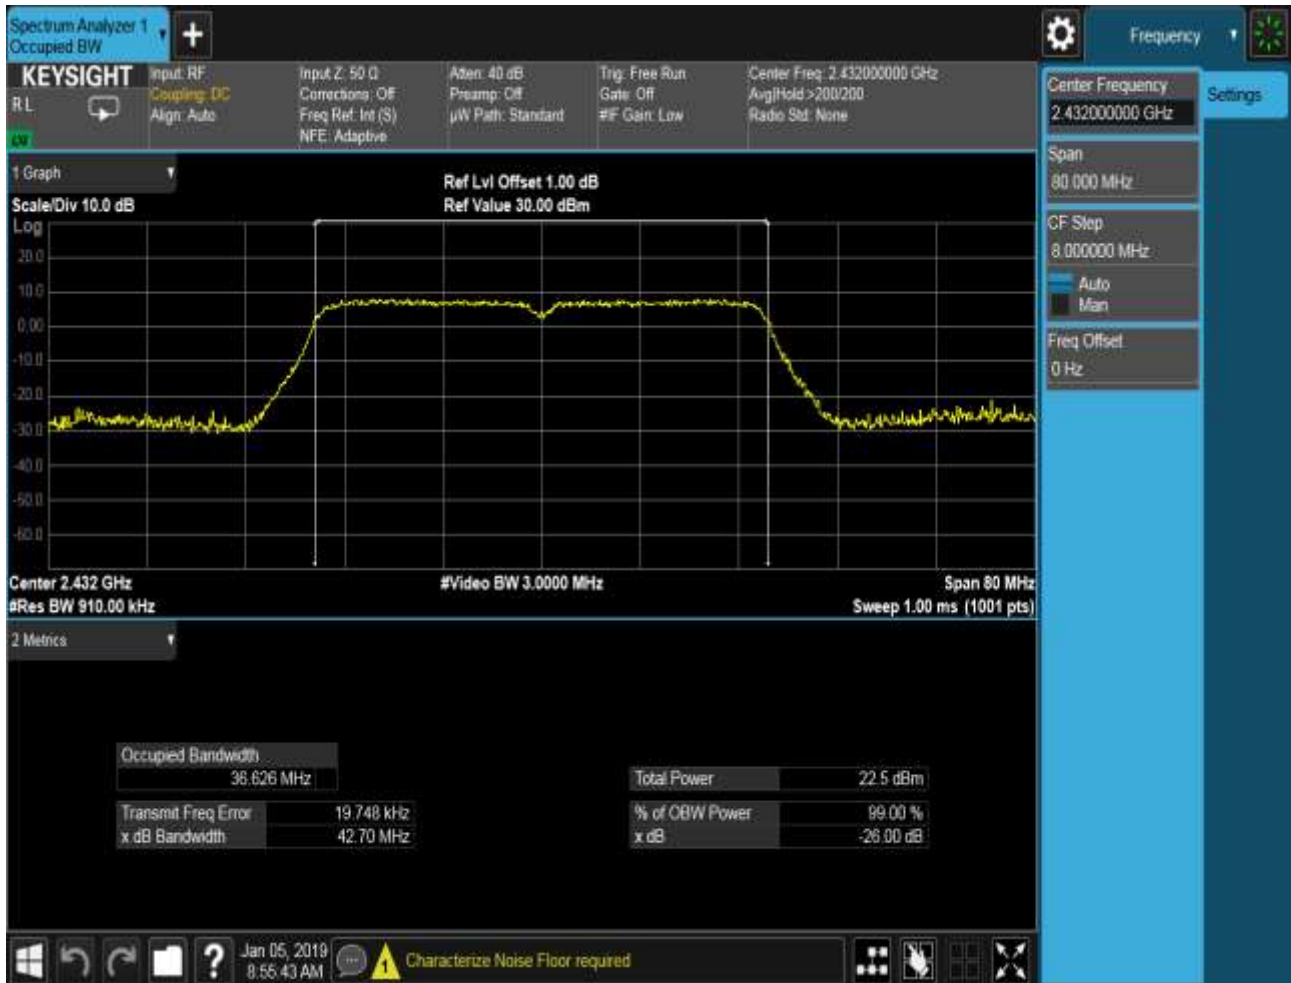 Spectrum Analyzer 1
Occupied BW
Frequency
KEYSIGHT
R L
Input: RF
Coupling: DC
Align: Auto
Input Z: 50 Ω
Corrections: Off
Freq Ref: Int (S)
NFE: Adaptive
Atten: 40 dB
Preamp: Off
µW Path: Standard
Trig: Free Run
Gate: Off
#IF Gain: Low
Center Freq: 2.432000000 GHz
Avg|Hold:>200/200
Radio Std: None
Center Frequency
2.432000000 GHz
Settings
Span
80.000 MHz
CF Step
8.000000 MHz
Auto
Man
Freq Offset
0 Hz
1 Graph
Scale/Div 10.0 dB
Ref Lvl Offset 1.00 dB
Ref Value 30.00 dBm
Log
20.0
10.0
0.00
-10.0
-20.0
-30.0
-40.0
-50.0
-60.0
Center 2.432 GHz
#Video BW 3.0000 MHz
Span 80 MHz
#Res BW 910.00 kHz
Sweep 1.00 ms (1001 pts)
2 Metrics
Occupied Bandwidth
36.626 MHz
Total Power 22.5 dBm
Transmit Freq Error 19.748 kHz
% of OBW Power 99.00 %
x dB Bandwidth 42.70 MHz
x dB -26.00 dB
Jan 05, 2019
8:55:43 AM
1
Characterize Noise Floor required